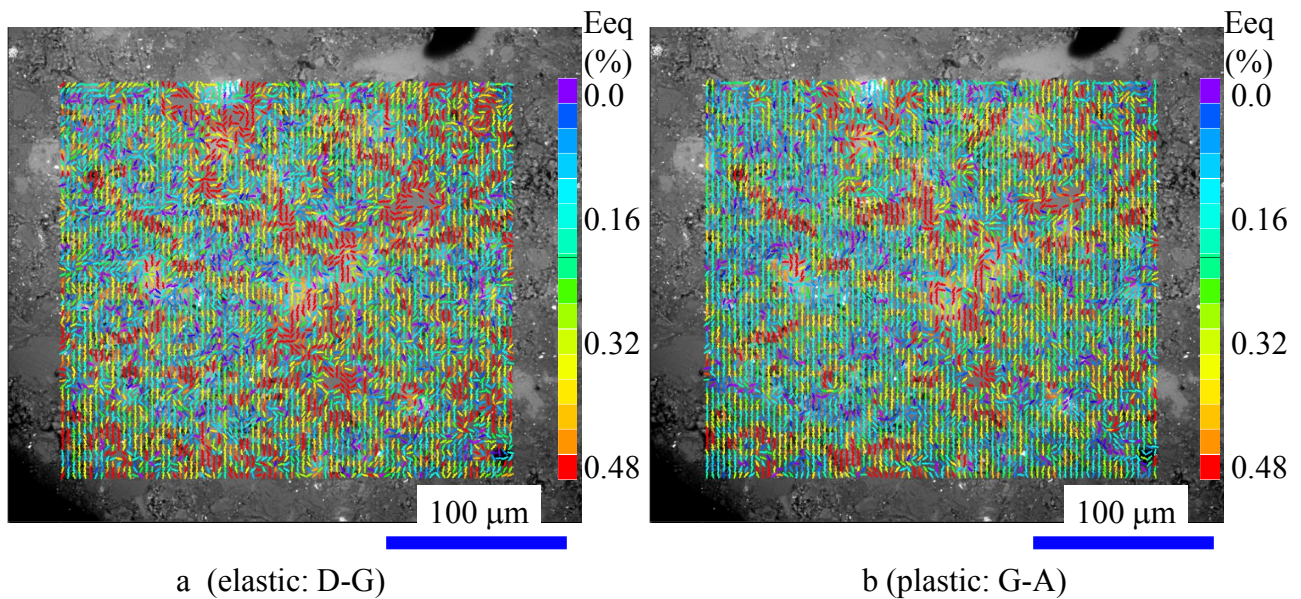 Eeq
(%)
0.0
0.16
0.32
0.48
100 μm
a (elastic: D-G)
Eeq
(%)
0.0
0.16
0.32
0.48
100 μm
b (plastic: G-A)